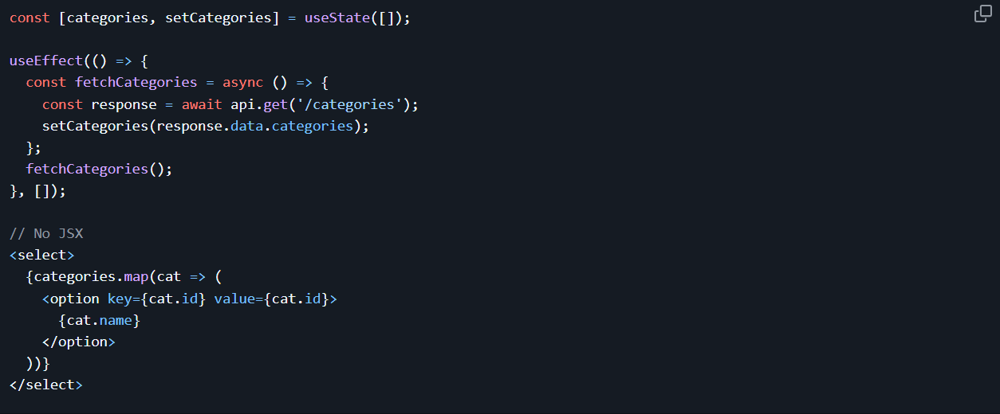 const [categories, setCategories] = useState([]);

useEffect(() => {
  const fetchCategories = async () => {
    const response = await api.get('/categories');
    setCategories(response.data.categories);
  };
  fetchCategories();
}, []);

// No JSX
<select>
  {categories.map(cat => (
    <option key={cat.id} value={cat.id}>
      {cat.name}
    </option>
  ))}
</select>